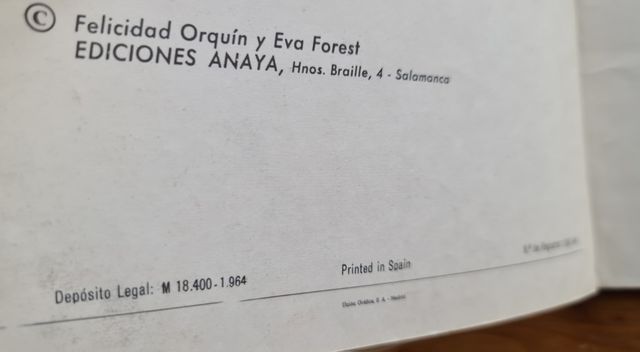 © Felicidad Orquín y Eva Forest
EDICIONES ANAYA, Hnos. Braille, 4 - Salamanca
Depósito Legal: M 18.400-1.964
Printed in Spain
S. A. - Madrid